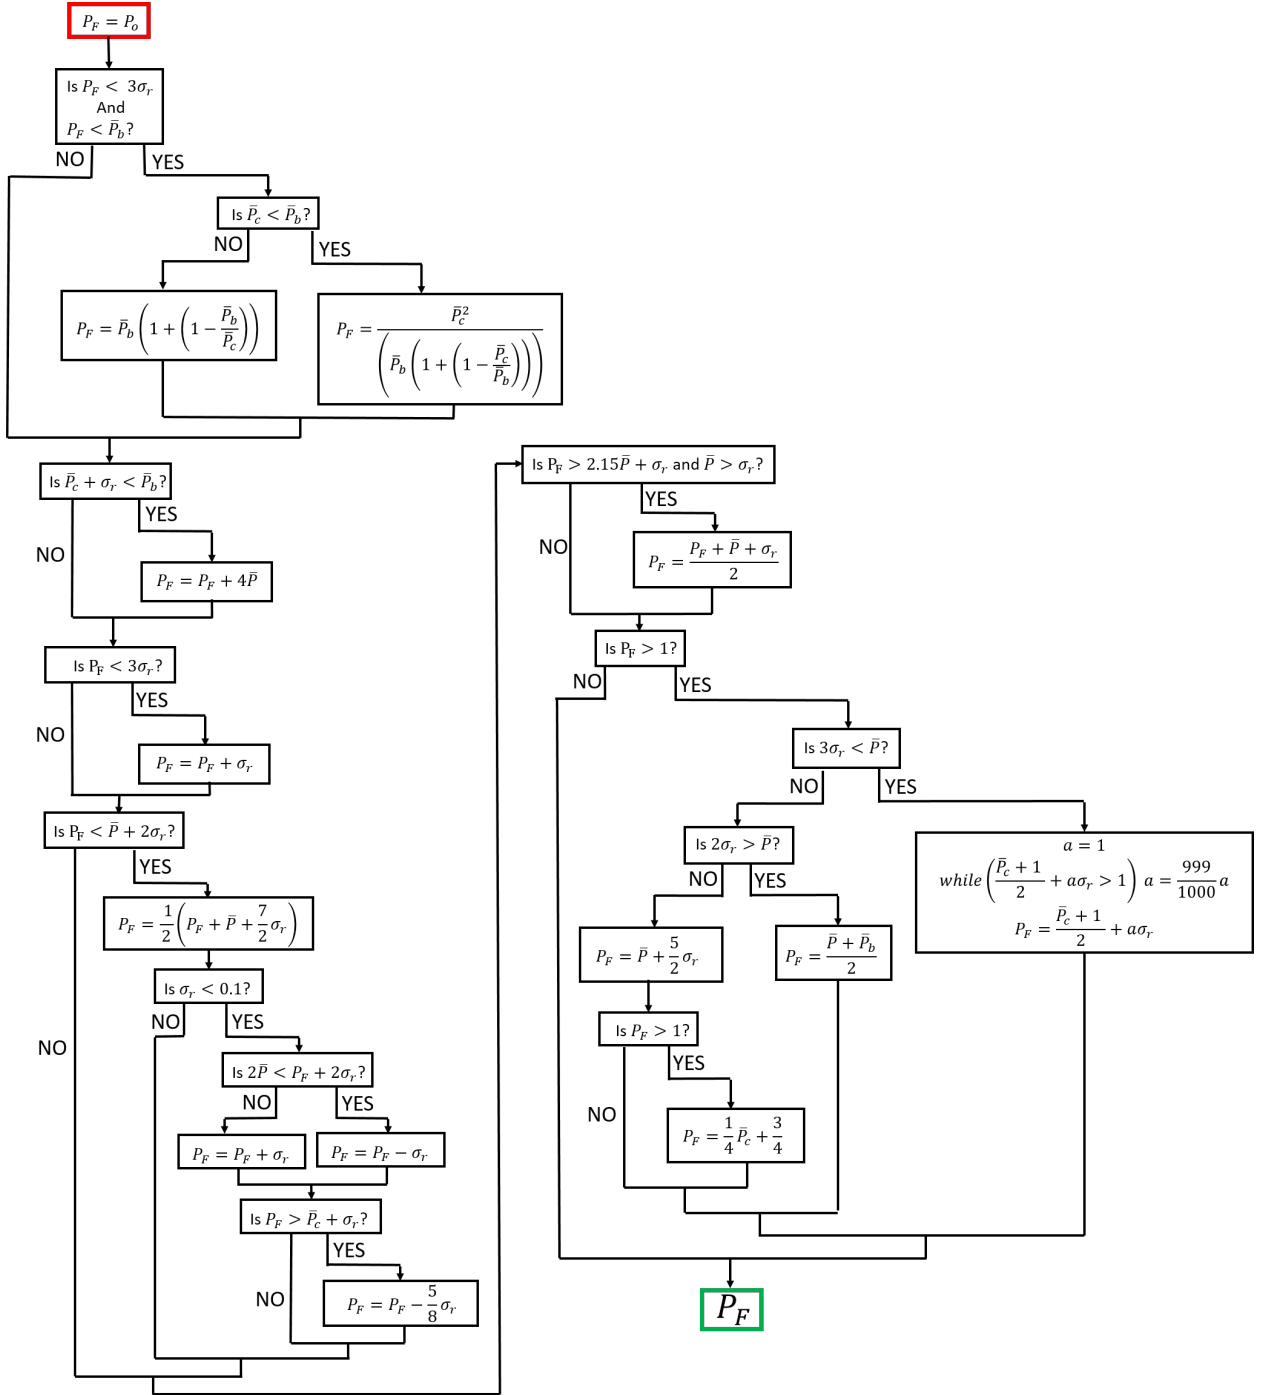 P_F = P_o
Is P_F < 3σ_r
And
P_F < P̄_b?
NO
YES
Is P̄_c < P̄_b?
NO
YES
P_F = P̄_b(1 + (1 − P̄_b/P̄_c))
P_F = P̄_c²/(P̄_b(1 + (1 − P̄_c/P̄_b)))
Is P̄_c + σ_r < P̄_b?
YES
NO
P_F = P_F + 4P̄
Is P_F < 3σ_r?
YES
NO
P_F = P_F + σ_r
Is P_F < P̄ + 2σ_r?
YES
P_F = 1/2(P_F + P̄ + 7/2σ_r)
Is σ_r < 0.1?
NO
YES
NO
Is 2P̄ < P_F + 2σ_r?
NO
YES
P_F = P_F + σ_r
P_F = P_F − σ_r
Is P_F > P̄_c + σ_r?
YES
NO
P_F = P_F − 5/8σ_r
Is P_F > 2.15P̄ + σ_r and P̄ > σ_r?
YES
NO
P_F = (P_F + P̄ + σ_r)/2
Is P_F > 1?
NO
YES
Is 3σ_r < P̄?
NO
YES
Is 2σ_r > P̄?
NO
YES
a = 1
while((P̄_c + 1)/2 + aσ_r > 1) a = 999/1000 a
P_F = (P̄_c + 1)/2 + aσ_r
P_F = P̄ + 5/2σ_r
P_F = (P̄ + P̄_b)/2
Is P_F > 1?
YES
NO
P_F = 1/4P̄_c + 3/4
P_F